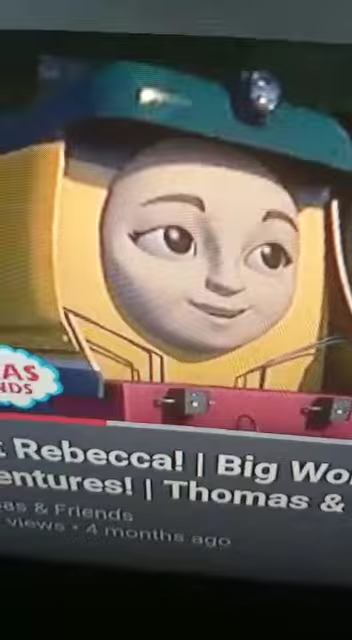 AS
NDS
t Rebecca! | Big Wo
entures! | Thomas &
as & Friends
views • 4 months ago